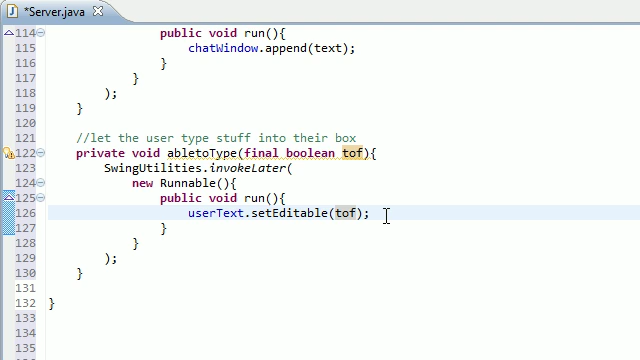 *Server.java
114 public void run(){
115 chatWindow.append(text);
116 }
117 }
118 );
119 }
120
121 //let the user type stuff into their box
122 private void abletoType(final boolean tof){
123 SwingUtilities.invokeLater(
124 new Runnable(){
125 public void run(){
126 userText.setEditable(tof);
127 }
128 }
129 );
130 }
131
132 }
133
134
135